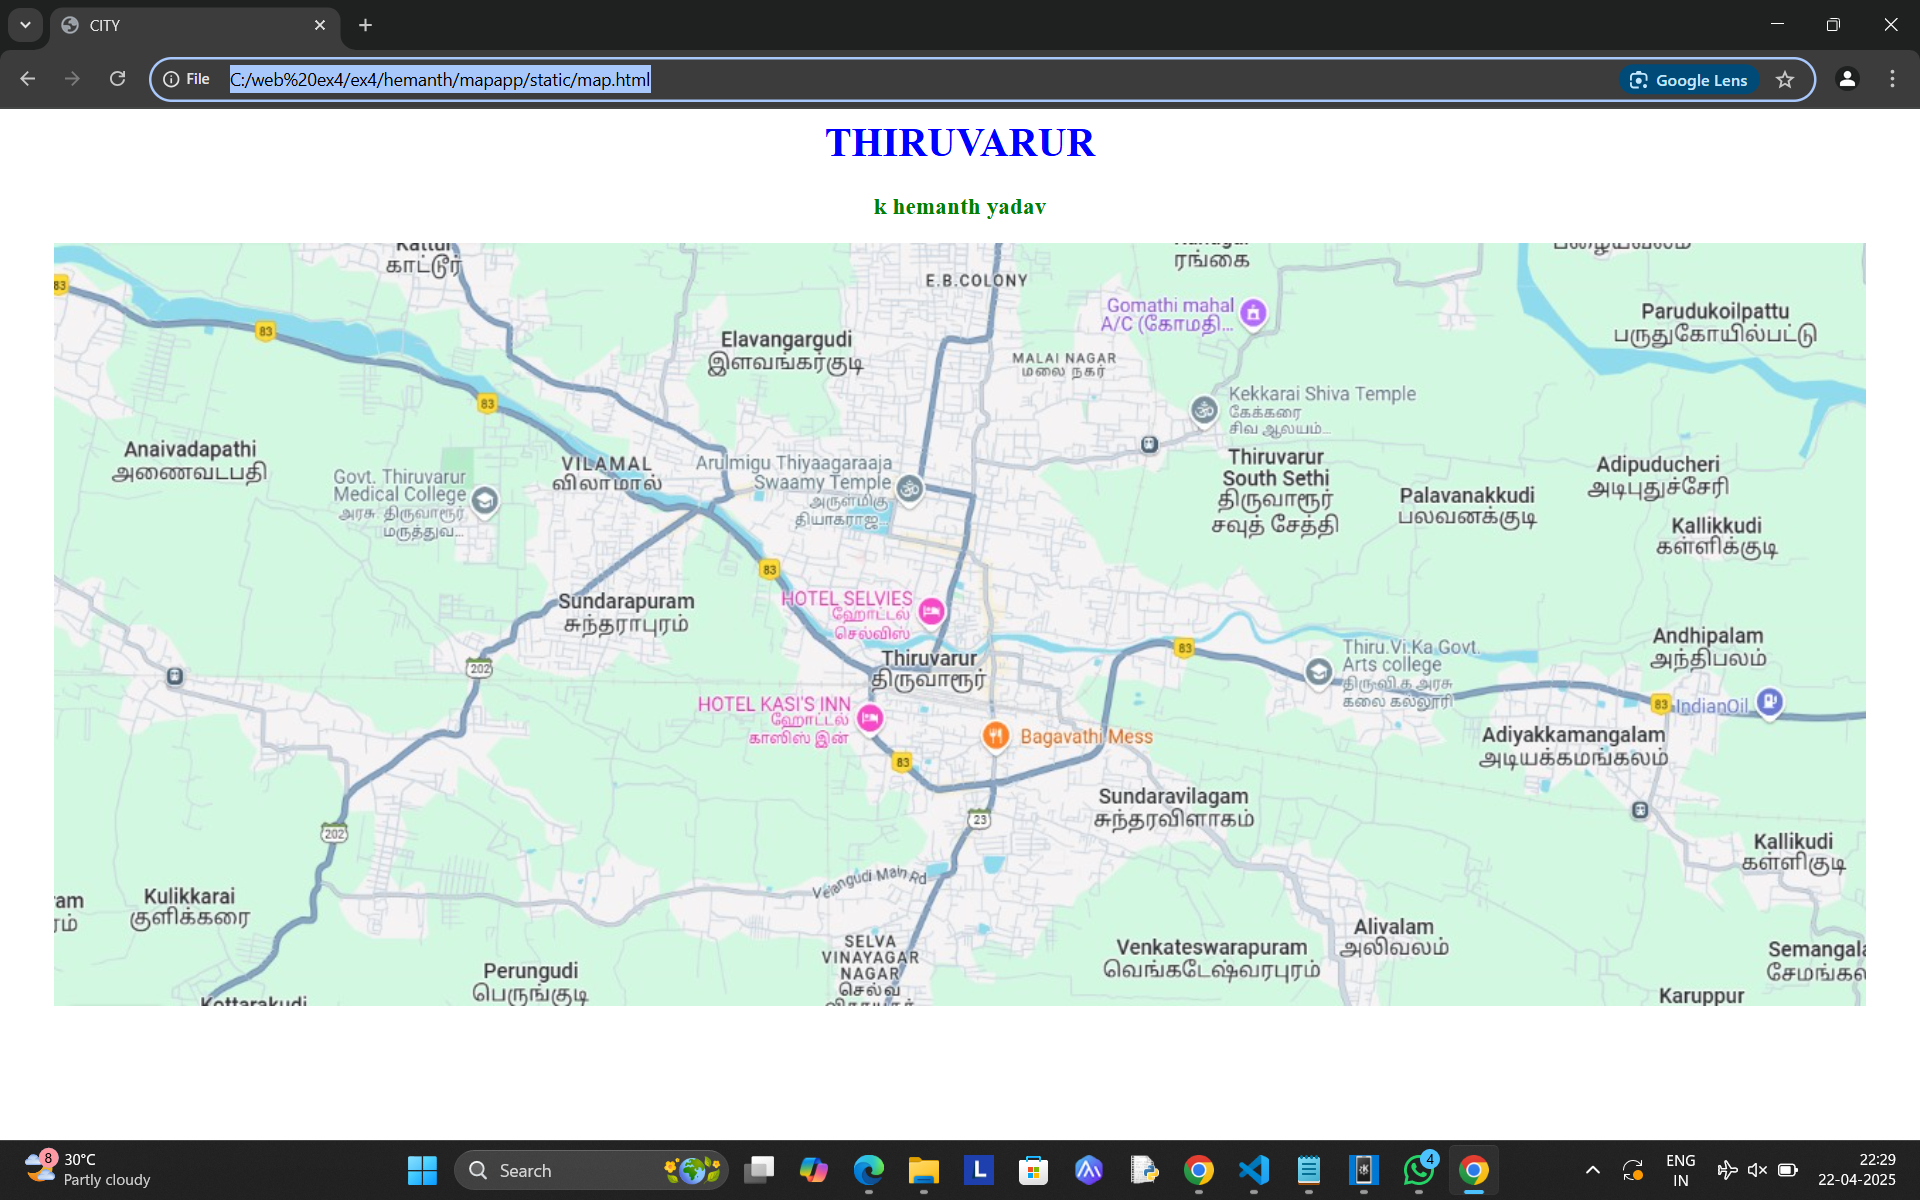 CITY
File
C:/web%20ex4/ex4/hemanth/mapapp/static/map.html
Google Lens
THIRUVARUR
k hemanth yadav
காட்டூர்
E.B.COLONY
ரங்கை
Gomathi mahal
A/C (கோமதி...
Parudukoilpattu
பருதுகோயில்பட்டு
83
83
Elavangargudi
இளவங்கர்குடி
MALAI NAGAR
மலை நகர்
83
Kekkarai Shiva Temple
கேக்கரை
சிவ ஆலயம்...
Anaivadapathi
அணைவடபதி
Govt. Thiruvarur
Medical College
அரசு திருவாரூர்
மருத்துவ...
VILAMAL
விலாமால்
Arulmigu Thiyaagaraaja
Swaamy Temple
அருள்மிகு
தியாகராஜ...
Thiruvarur
South Sethi
திருவாரூர்
சவுத் சேத்தி
Palavanakkudi
பலவனக்குடி
Adipuducheri
அடிபுதுச்சேரி
Kallikkudi
கள்ளிக்குடி
83
Sundarapuram
சுந்தராபுரம்
HOTEL SELVIES
ஹோட்டல்
செல்விஸ்
Thiruvarur
திருவாரூர்
83
Thiru.Vi.Ka Govt.
Arts college
திரு.வி.க அரசு
கலை கல்லூரி
Andhipalam
அந்திபலம்
202
HOTEL KASI'S INN
ஹோட்டல்
காஸிஸ் இன்
83
IndianOil
Bagavathi Mess
Adiyakkamangalam
அடியக்கமங்கலம்
83
Sundaravilagam
சுந்தரவிளாகம்
23
202
Kallikudi
கள்ளிகுடி
Velangudi Main Rd
Kulikkarai
குளிக்கரை
Alivalam
அலிவலம்
SELVA
VINAYAGAR
NAGAR
செல்வ
Venkateswarapuram
வெங்கடேஷ்வரபுரம்
Perungudi
பெருங்குடி
Kottarakudi
Karuppur
8
30°C
Partly cloudy
Search
4
ENG
IN
22:29
22-04-2025